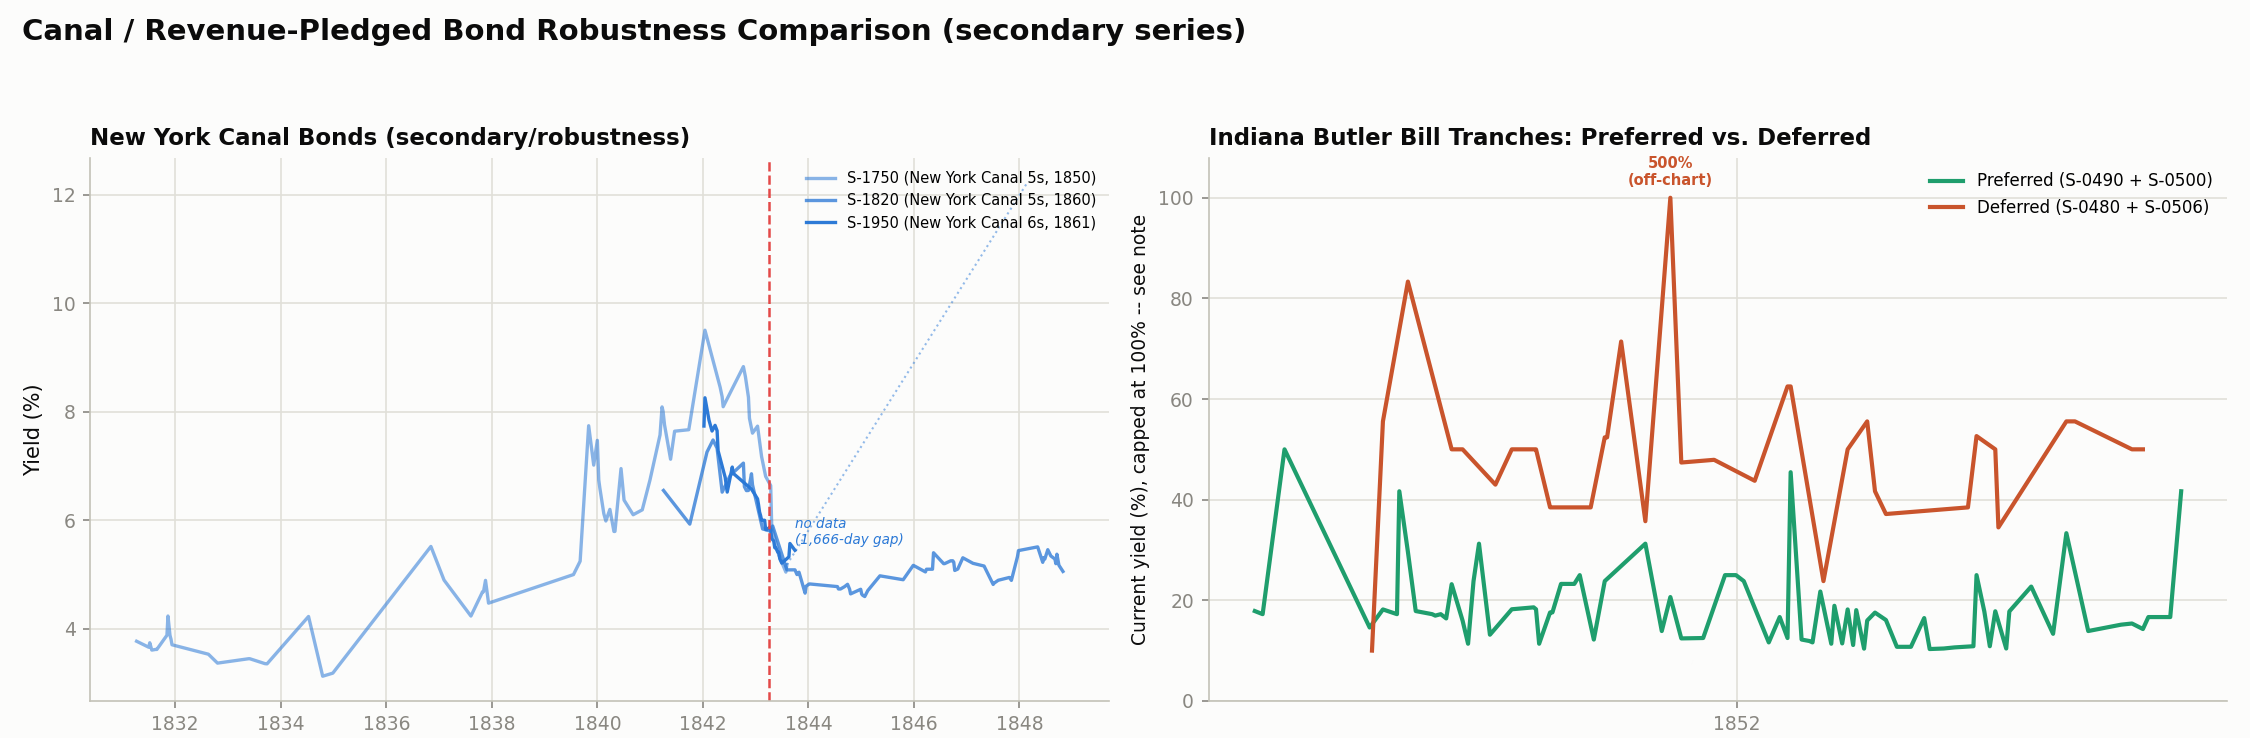 Canal / Revenue-Pledged Bond Robustness Comparison (secondary series)
New York Canal Bonds (secondary/robustness)
Yield (%)
12
10
8
6
4
S-1750 (New York Canal 5s, 1850)
S-1820 (New York Canal 5s, 1860)
S-1950 (New York Canal 6s, 1861)
no data
(1,666-day gap)
1832
1834
1836
1838
1840
1842
1844
1846
1848
Indiana Butler Bill Tranches: Preferred vs. Deferred
Current yield (%), capped at 100% -- see note
100
80
60
40
20
0
500%
(off-chart)
Preferred (S-0490 + S-0500)
Deferred (S-0480 + S-0506)
1852